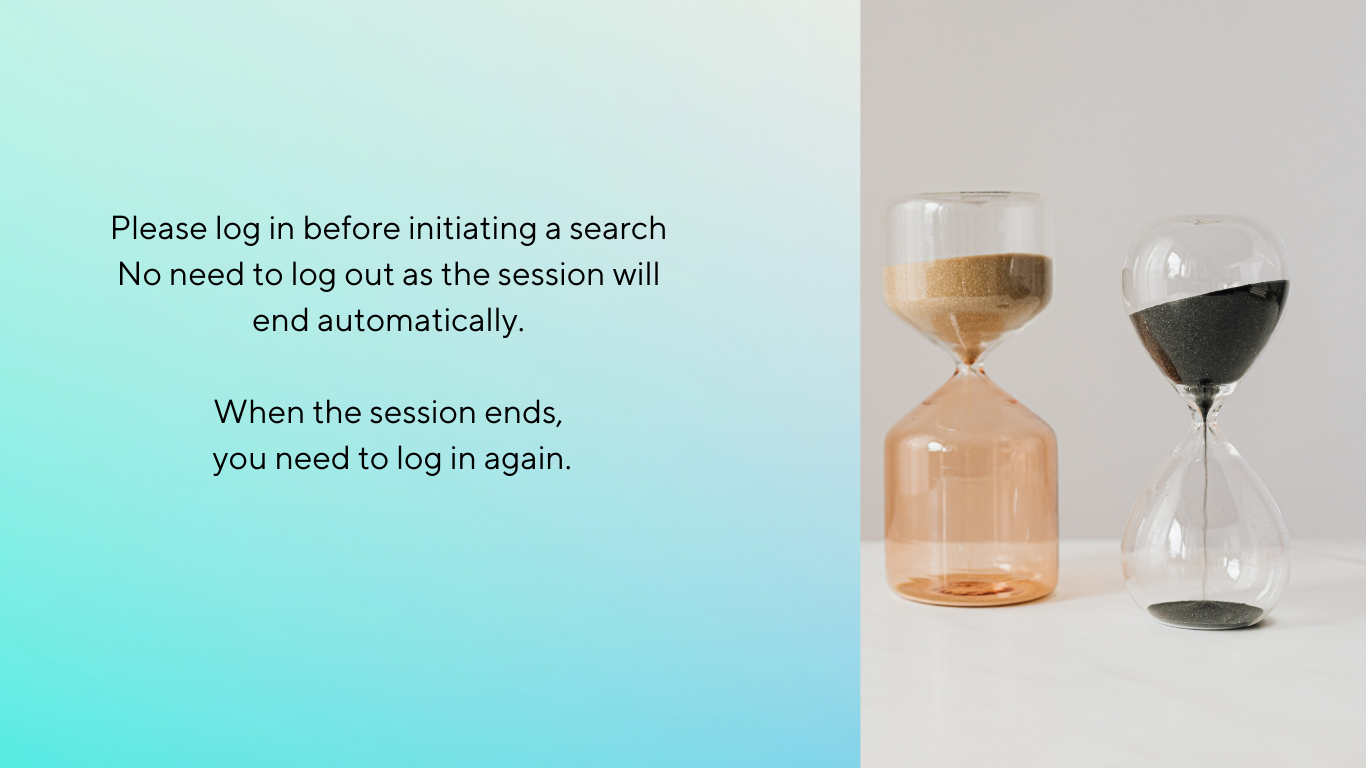 Please log in before initiating a search
No need to log out as the session will
end automatically.
When the session ends,
you need to log in again.